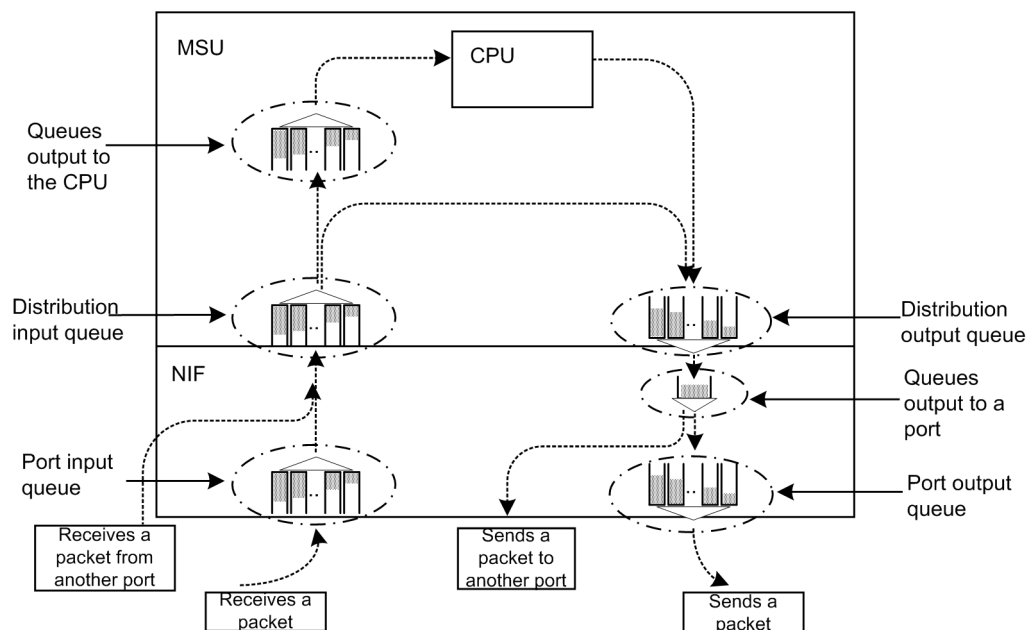 MSU
CPU
Queues
output to
the CPU
Distribution
input queue
Distribution
output queue
NIF
Queues
output to a
port
Port input
queue
Port output
queue
Receives a
packet from
another port
Sends a
packet to
another port
Receives a
packet
Sends a
packet